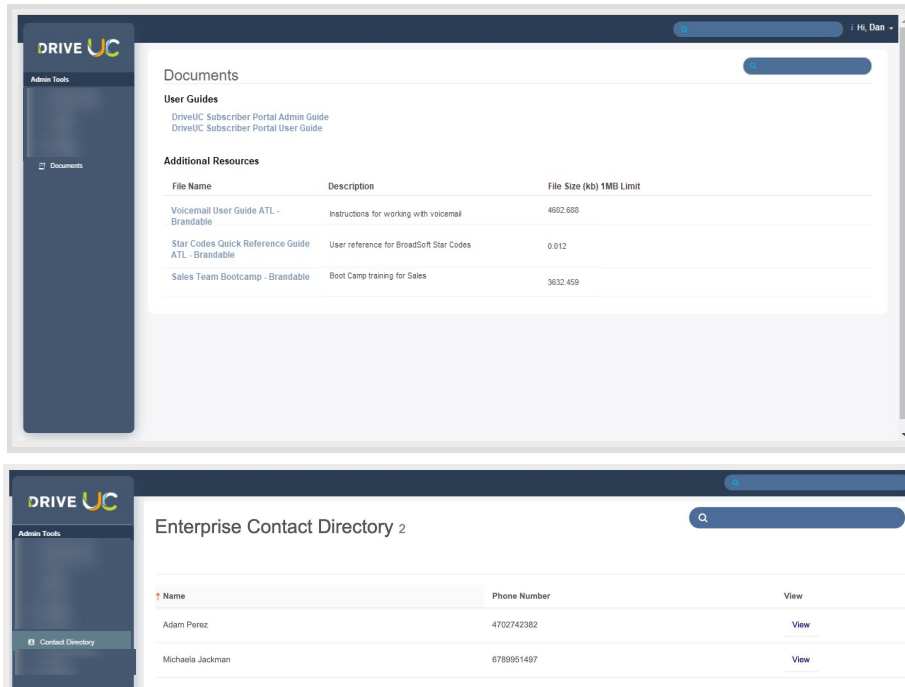 DRIVE UC
i Hi, Dan
Admin Tools
Documents
Documents
User Guides
DriveUC Subscriber Portal Admin Guide
DriveUC Subscriber Portal User Guide
Additional Resources
File Name Description File Size (kb) 1MB Limit
Voicemail User Guide ATL - Brandable Instructions for working with voicemail 4602.688
Star Codes Quick Reference Guide ATL - Brandable User reference for BroadSoft Star Codes 0.012
Sales Team Bootcamp - Brandable Boot Camp training for Sales 3632.459
DRIVE UC
Admin Tools
Contact Directory
Enterprise Contact Directory 2
↑ Name Phone Number View
Adam Perez 4702742382 View
Michaela Jackman 6789951497 View